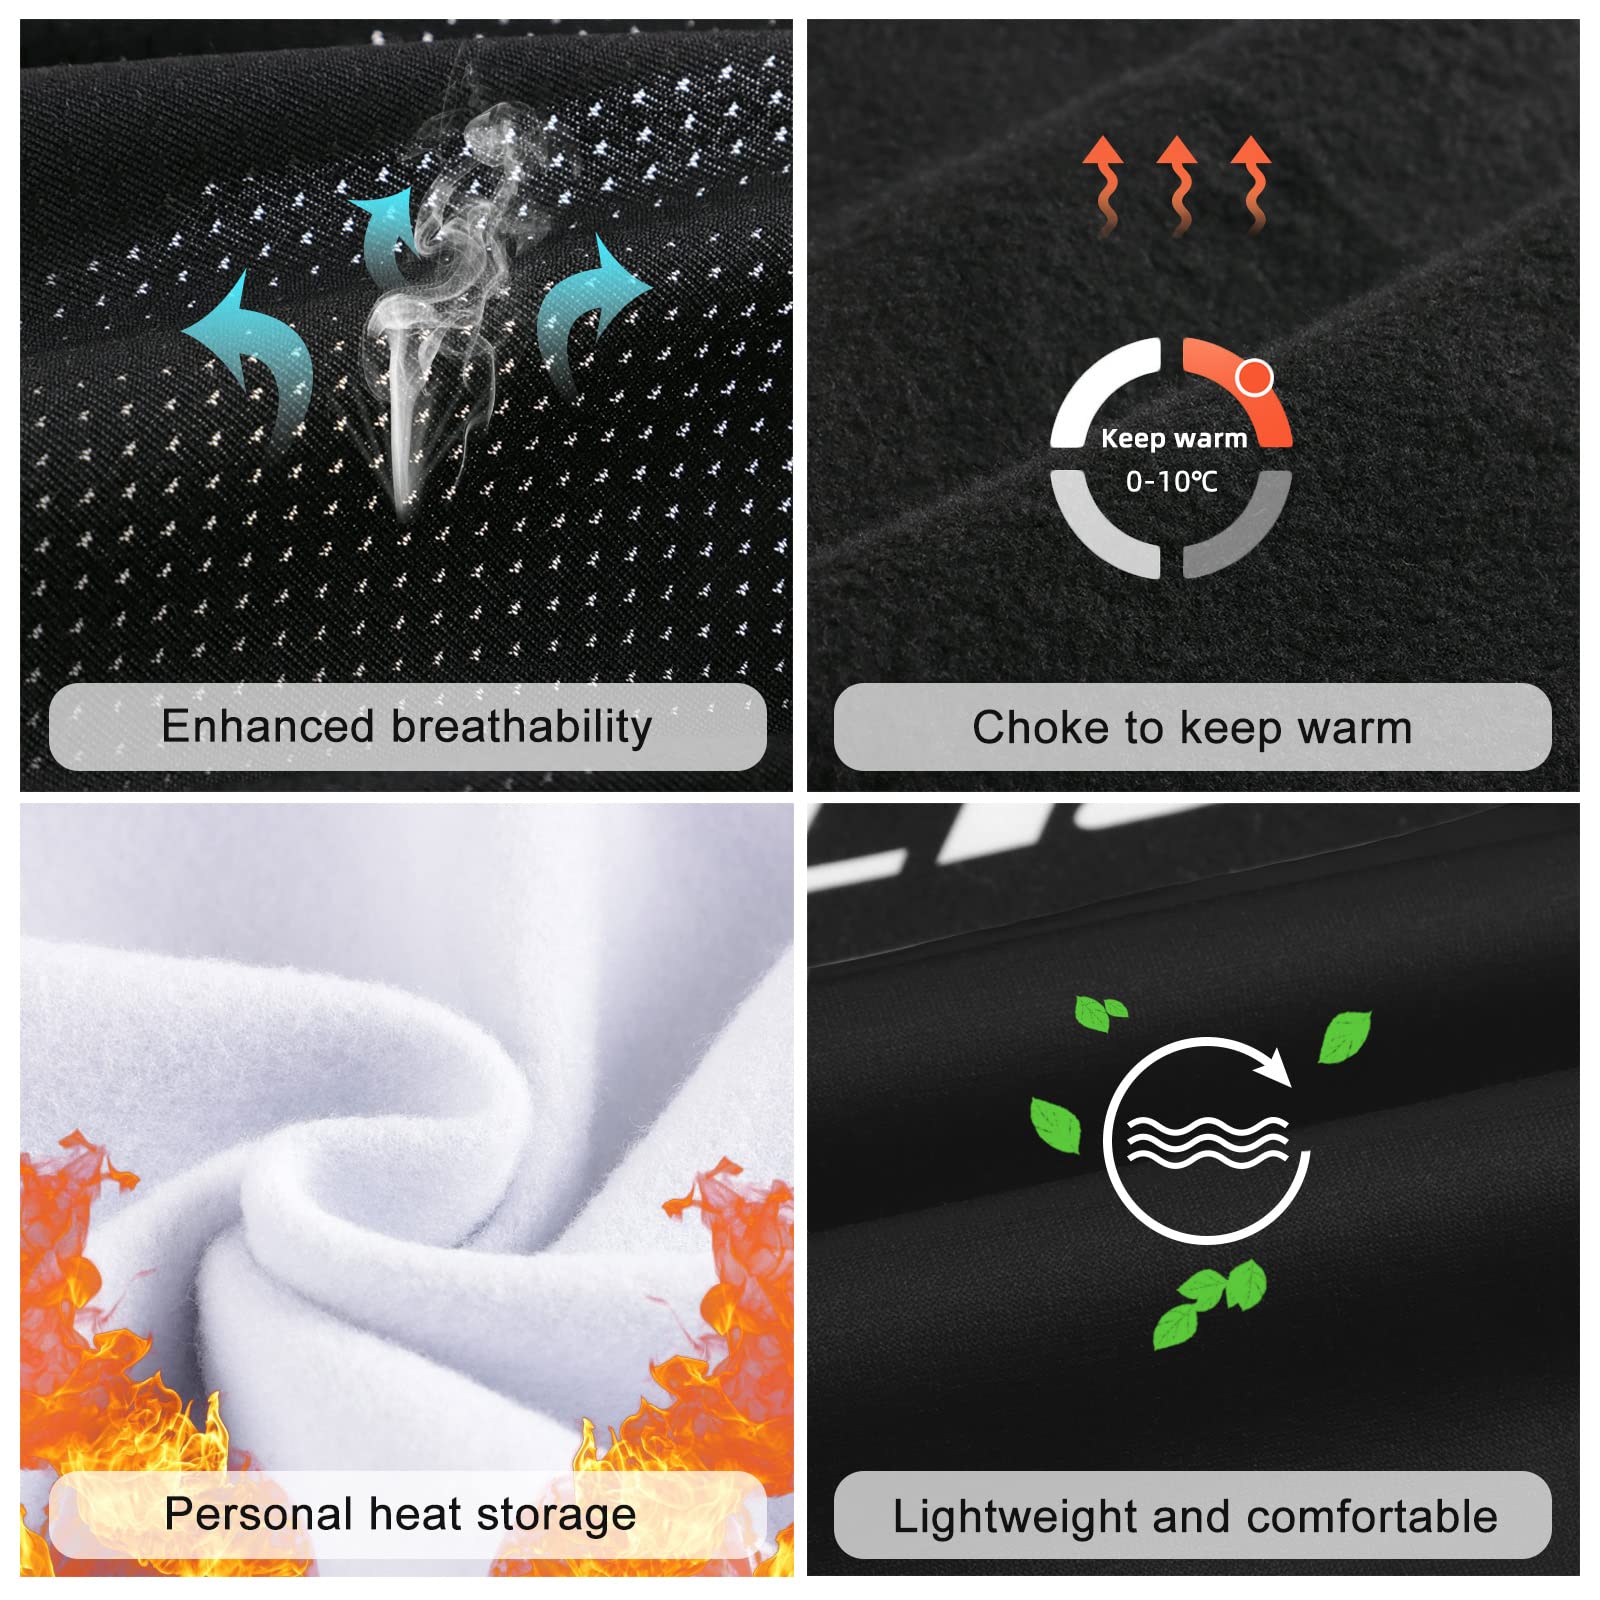 Enhanced breathability
Keep warm
0-10℃
Choke to keep warm
Personal heat storage
Lightweight and comfortable